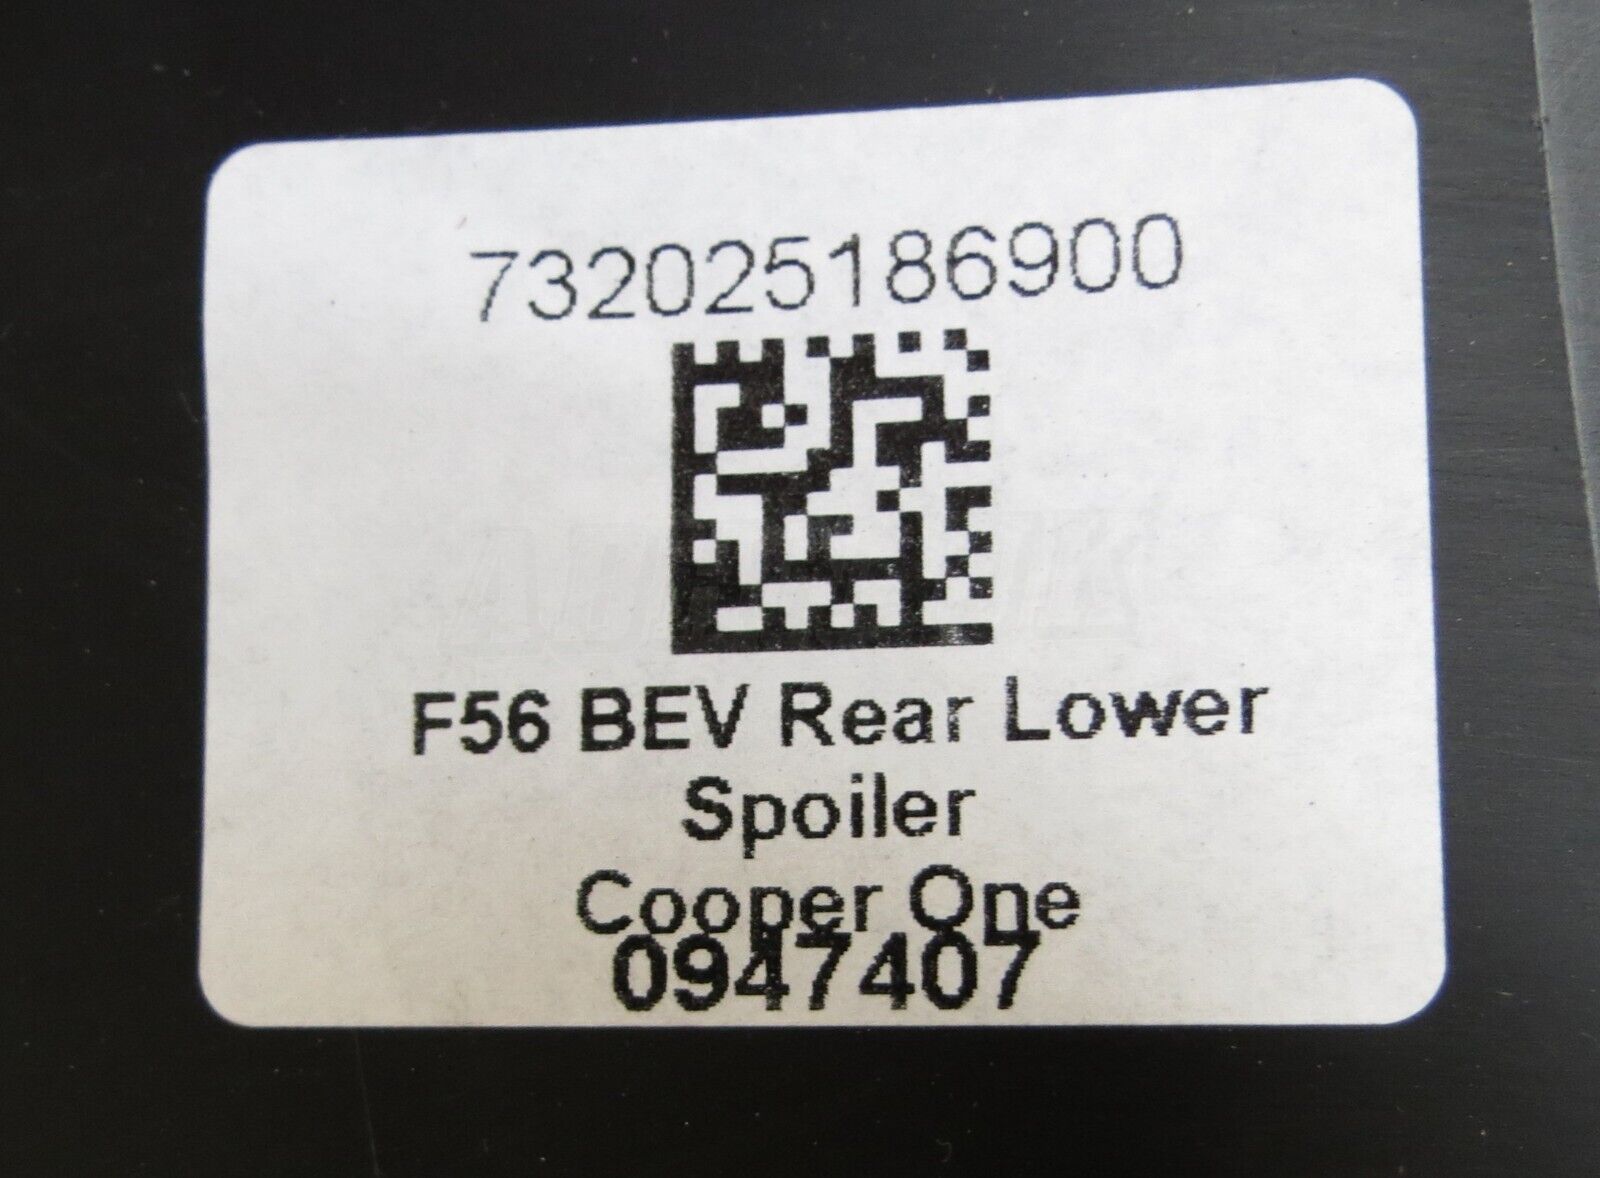 732025186900
F56 BEV Rear Lower
Spoiler
Cooper One
0947407